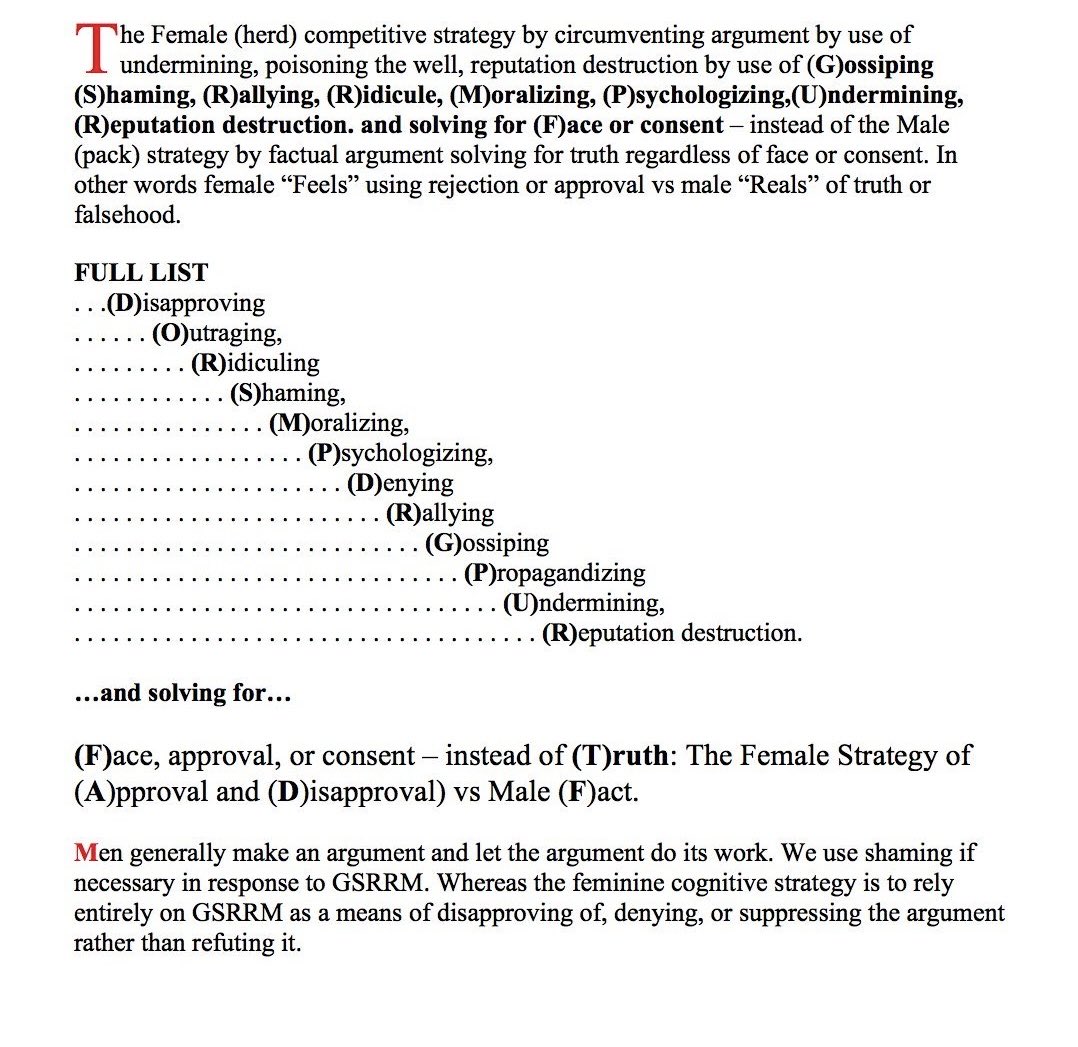 The Female (herd) competitive strategy by circumventing argument by use of
undermining, poisoning the well, reputation destruction by use of (G)ossiping
(S)haming, (R)allying, (R)idicule, (M)oralizing, (P)sychologizing,(U)ndermining,
(R)eputation destruction. and solving for (F)ace or consent – instead of the Male
(pack) strategy by factual argument solving for truth regardless of face or consent. In
other words female “Feels” using rejection or approval vs male “Reals” of truth or
falsehood.
FULL LIST
. . .(D)isapproving
. . . . . . (O)utraging,
. . . . . . . . . (R)idiculing
. . . . . . . . . . . . (S)haming,
. . . . . . . . . . . . . . . (M)oralizing,
. . . . . . . . . . . . . . . . . . (P)sychologizing,
. . . . . . . . . . . . . . . . . . . . . (D)enying
. . . . . . . . . . . . . . . . . . . . . . . . (R)allying
. . . . . . . . . . . . . . . . . . . . . . . . . . . (G)ossiping
. . . . . . . . . . . . . . . . . . . . . . . . . . . . . . (P)ropagandizing
. . . . . . . . . . . . . . . . . . . . . . . . . . . . . . . . . (U)ndermining,
. . . . . . . . . . . . . . . . . . . . . . . . . . . . . . . . . . . . (R)eputation destruction.
...and solving for...
(F)ace, approval, or consent – instead of (T)ruth: The Female Strategy of
(A)pproval and (D)isapproval) vs Male (F)act.
Men generally make an argument and let the argument do its work. We use shaming if
necessary in response to GSRRM. Whereas the feminine cognitive strategy is to rely
entirely on GSRRM as a means of disapproving of, denying, or suppressing the argument
rather than refuting it.